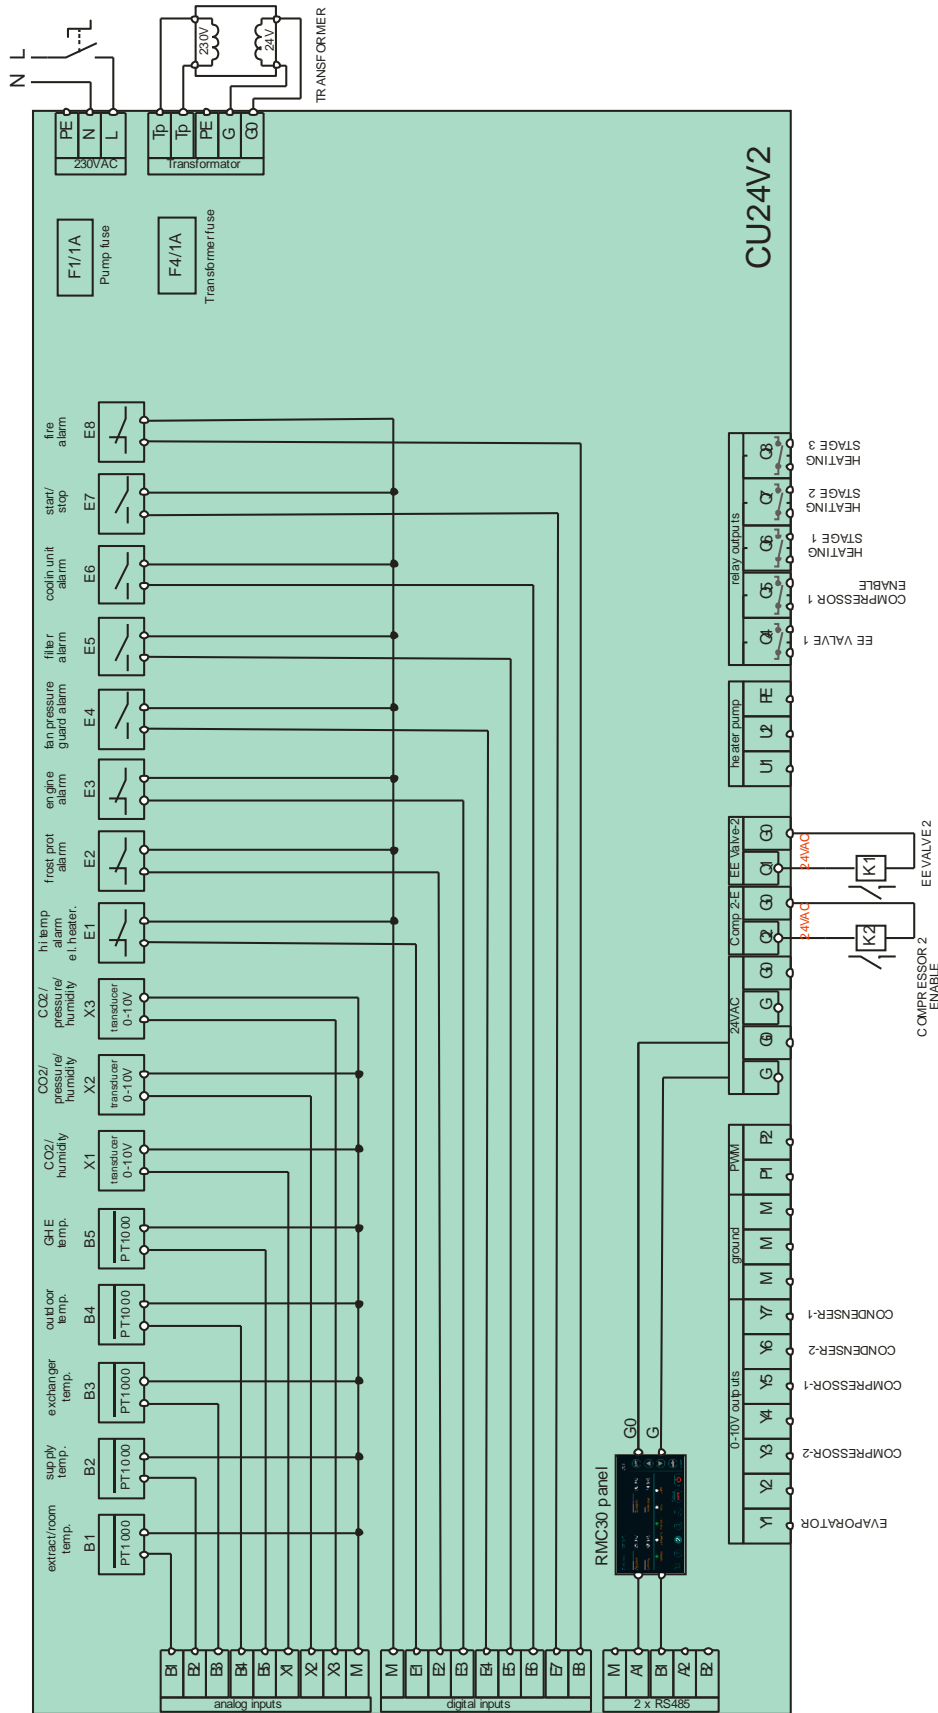 L
N
230V
24V
TRANSFORMER
PE
N
L
230VAC
Tp
Tp
PE
G
G0
Transformator
F1/1A
Pump fuse
F4/1A
Transformer fuse
CU24V2
fire
alarm
E8
start/
stop
E7
coolin unit
alarm
E6
filter
alarm
E5
fan pressure
guard alarm
E4
engine
alarm
E3
frost prot
alarm
E2
hi temp
alarm
el. heater.
E1
CO2/
pressure/
humidity
X3
transducer
0-10V
CO2/
pressure/
humidity
X2
transducer
0-10V
CO2/
humidity
X1
transducer
0-10V
GHE
temp.
B5
PT1000
outdoor
temp.
B4
PT1000
exchanger
temp.
B3
PT1000
supply
temp.
B2
PT1000
extract/room
temp.
B1
PT1000
relay outputs
Q8
HEATING
STAGE 3
Q7
HEATING
STAGE 2
Q6
HEATING
STAGE 1
Q5
COMPRESSOR 1
ENABLE
Q4
EE VALVE 1
heater pump
PE
U2
U1
EE Valve-2
G0
Q1
24VAC
K1
EE VALVE 2
Comp 2-E
G0
Q2
24VAC
K2
COMPRESSOR 2
ENABLE
24VAC
G0
G
G0
G
PWM
P2
P1
ground
M
M
M
0-10V outputs
Y7
CONDENSER-1
Y6
CONDENSER-2
Y5
COMPRESSOR-1
Y4
Y3
COMPRESSOR-2
Y2
Y1
EVAPORATOR
G0
G
RMC30 panel
B1
B2
B3
B4
B5
X1
X2
X3
M
analog inputs
M
E1
E2
E3
E4
E5
E6
E7
E8
digital inputs
M
A1
B1
A2
B2
2 x RS485